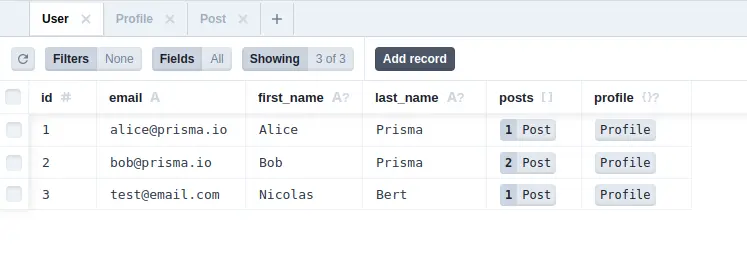 User × Profile × Post × +
Filters None Fields All Showing 3 of 3 Add record
id # email A first_name A? last_name A? posts [] profile {}?
1 alice@prisma.io Alice Prisma 1 Post Profile
2 bob@prisma.io Bob Prisma 2 Post Profile
3 test@email.com Nicolas Bert 1 Post Profile